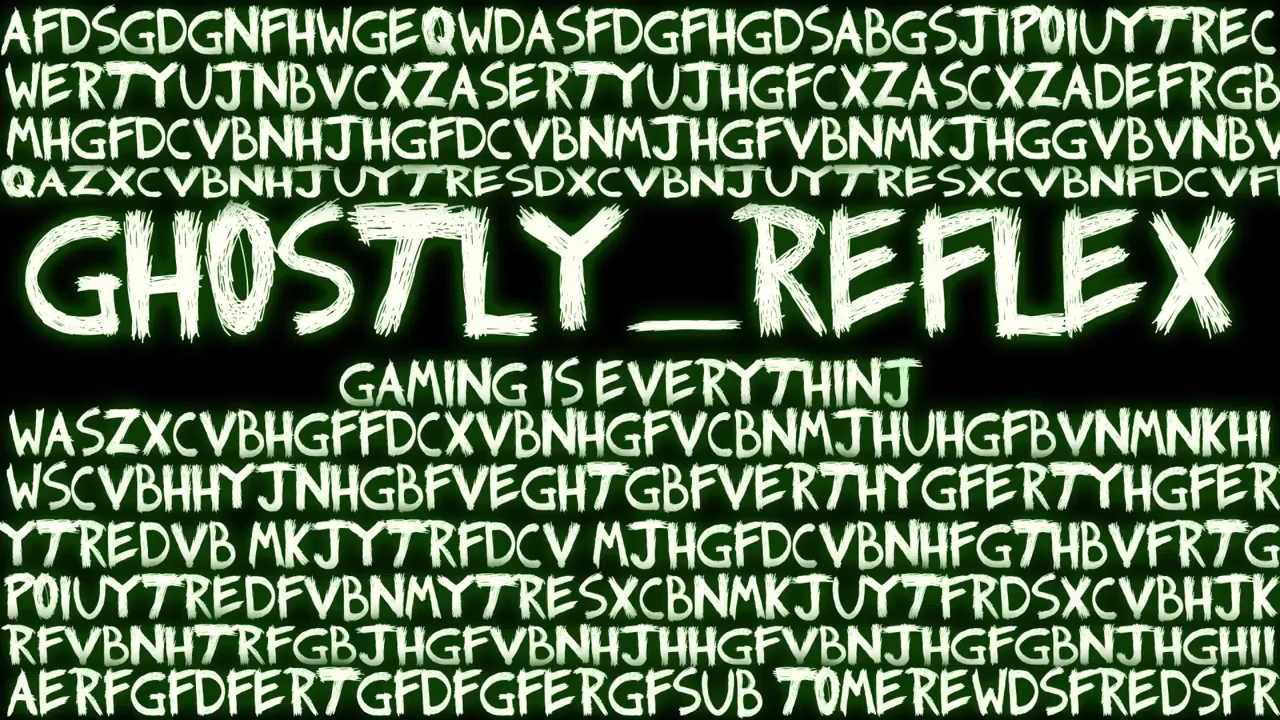 AFDSGDGNFHWGEQWDASFDGFHGDSABGSJIPOIUYTREC
WERTYUJNBVCXZASERTYUJHGFCXZASCXZADEFRGB
MHGFDCVBNHJHGFDCVBNMJHGFVBNMKJHGGVBVNBV
QAZXCVBNHJUYTRESDXCVBNJUYTRESXCVBNFDCVF
GHOSTLY_REFLEX
GAMING IS EVERYTHINJ
WASZXCVBHGFFDCXVBNHGFVCBNMJHUHGFBVNMNKHI
WSCVBHHYJNHGBFVEGHTGBFVERTHYGFERTYHGFER
YTREDVB MKJYTRFDCV MJHGFDCVBNHFGTHBVFRTG
POIUYTREDFVBNMYTRESXCBNMKJUYTFRDSXCVBHJK
RFVBNHTRFGBJHGFVBNHJHHGFVBNJHGFGBNJHGHII
AERFGFDFERTGFDFGFERGFSUB TOMEREWDSFREDSFR